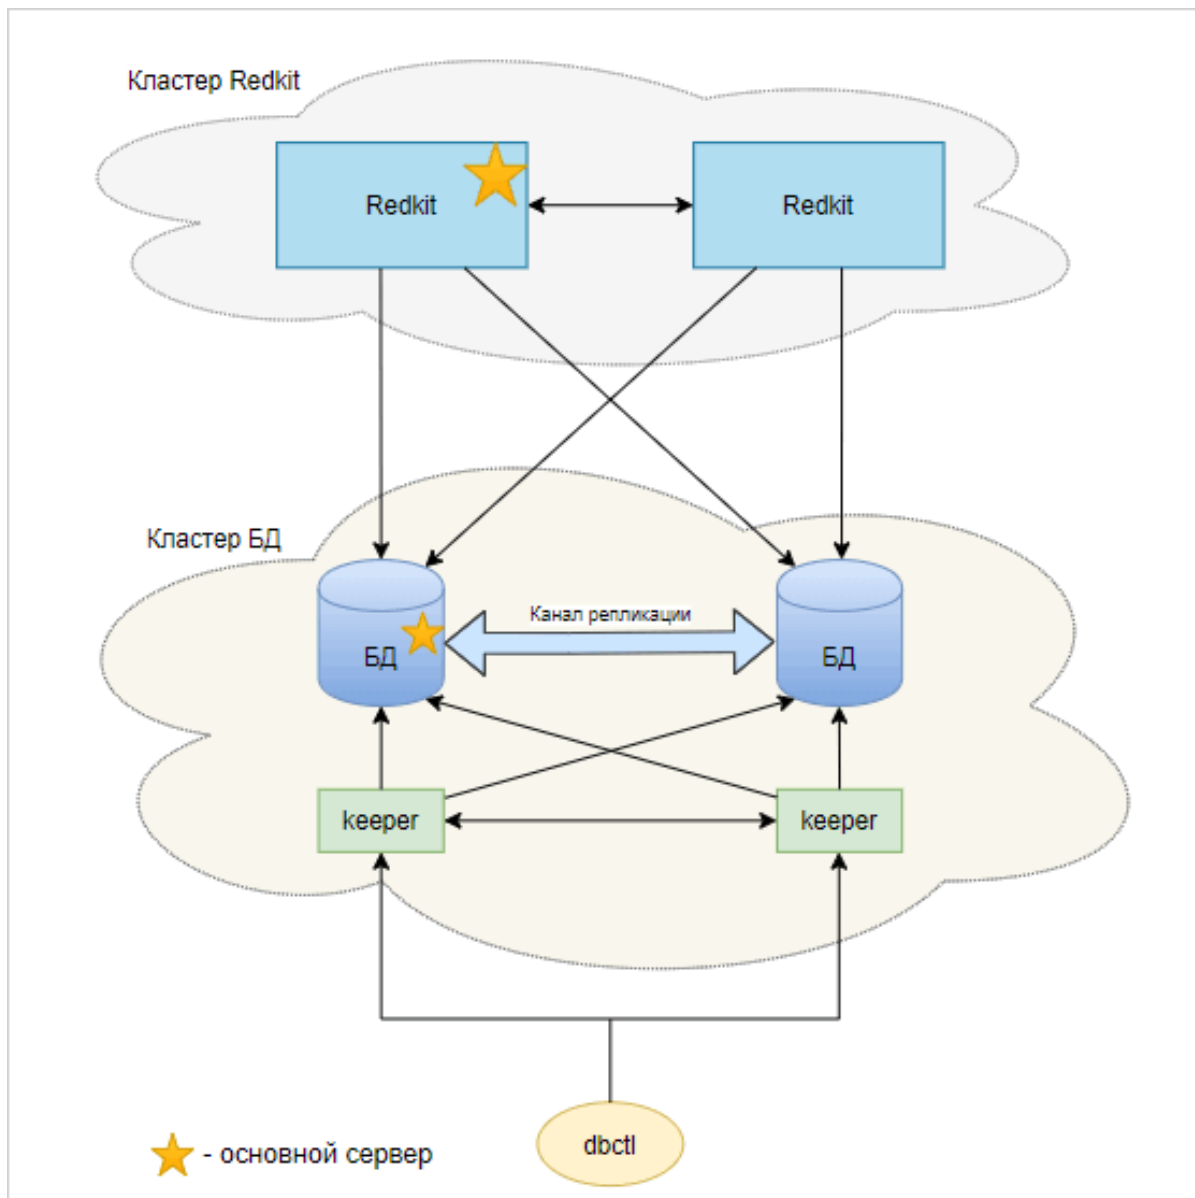 Кластер Redkit
Redkit
Redkit
Кластер БД
Канал репликации
БД
БД
keeper
keeper
dbctl
- основной сервер